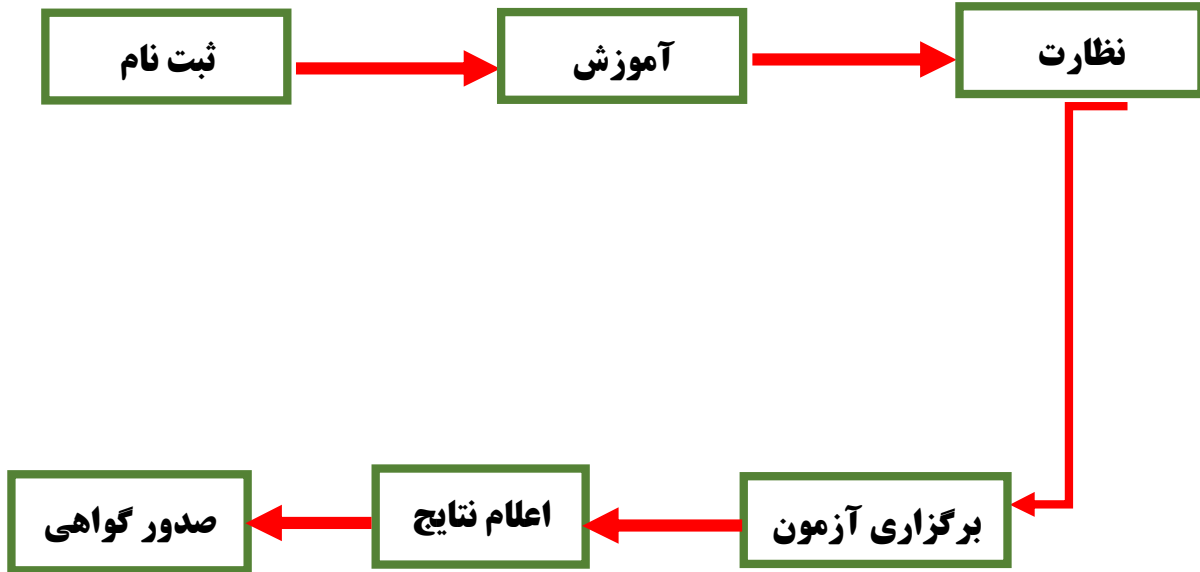 ثبت نام
آموزش
نظارت
برگزاری آزمون
اعلام نتایج
صدور گواهی